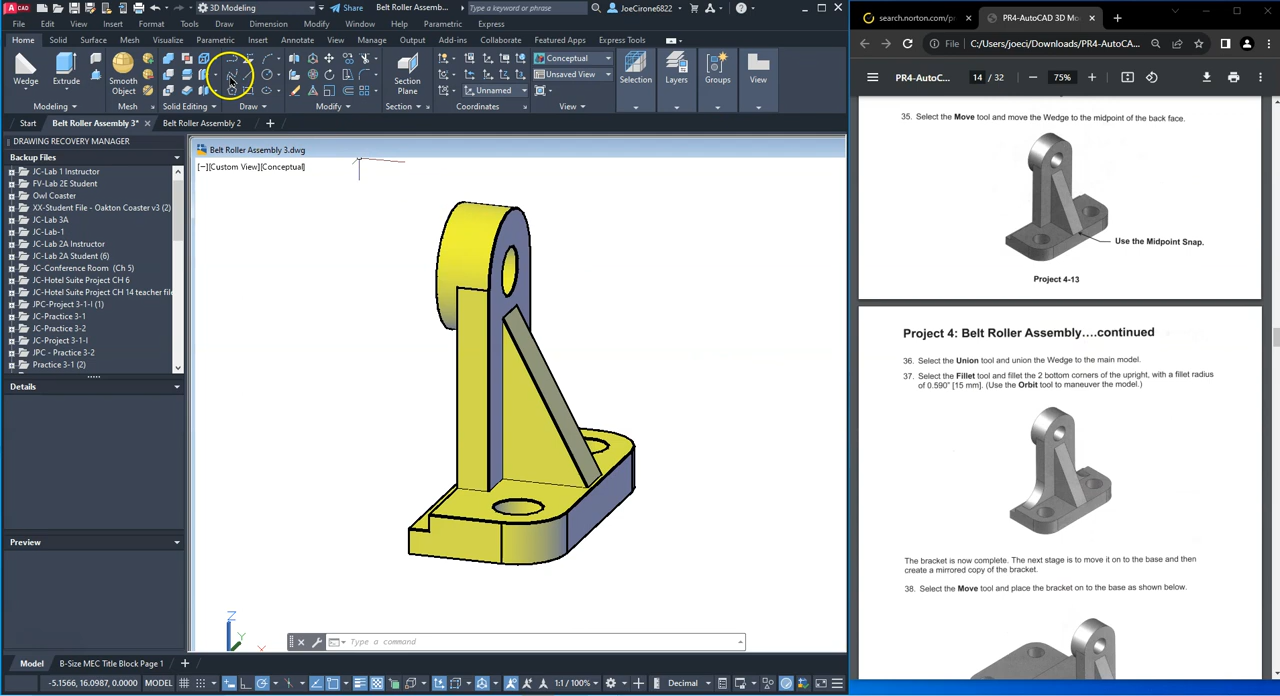 CAD
3D Modeling
Share
Belt Roller Assemb...
Type a keyword or phrase
JoeCirone6822
File Edit View Insert Format Tools Draw Dimension Modify Parametric Window Help Express
Home Solid Surface Mesh Visualize Parametric Insert Annotate View Manage Output Add-ins Collaborate Featured Apps Express Tools
Wedge Extrude
Smooth Object
Section Plane
Conceptual
Unsaved View
Unnamed
Selection Layers Groups View
Modeling Mesh Solid Editing Draw Modify Section Coordinates View
Start Belt Roller Assembly 3* Belt Roller Assembly 2
DRAWING RECOVERY MANAGER
Backup Files
JC-Lab 1 Instructor
FV-Lab 2E Student
Owl Coaster
XX-Student File - Oakton Coaster v3 (2)
JC-Lab 3A
JC-Lab-1
JC-Lab 2A Instructor
JC-Lab 2A Student (6)
JC-Conference Room (Ch 5)
JC-Hotel Suite Project CH 6
JC-Hotel Suite Project CH 14 teacher fil
JPC-Project 3-1-I (1)
JC-Practice 3-1
JC-Practice 3-2
JC-Project 3-1-I
JPC - Practice 3-2
Practice 3-1 (2)
Details
Preview
Belt Roller Assembly 3.dwg
[−][Custom View][Conceptual]
Z
Y
X
Type a command
Model B-Size MEC Title Block Page 1
-5.1566, 16.0987, 0.0000 MODEL
1:1 / 100%
Decimal
search.norton.com/
PR4-AutoCAD 3D Mo
File C:/Users/joeci/Downloads/PR4-AutoCA...
PR4-AutoC... 14 / 32 75%
35. Select the Move tool and move the Wedge to the midpoint of the back face.
Use the Midpoint Snap.
Project 4-13
Project 4: Belt Roller Assembly….continued
36. Select the Union tool and union the Wedge to the main model.
37. Select the Fillet tool and fillet the 2 bottom corners of the upright, with a fillet radius
of 0.590" [15 mm]. (Use the Orbit tool to maneuver the model.)
The bracket is now complete. The next stage is to move it on to the base and then
create a mirrored copy of the bracket.
38. Select the Move tool and place the bracket on to the base as shown below.